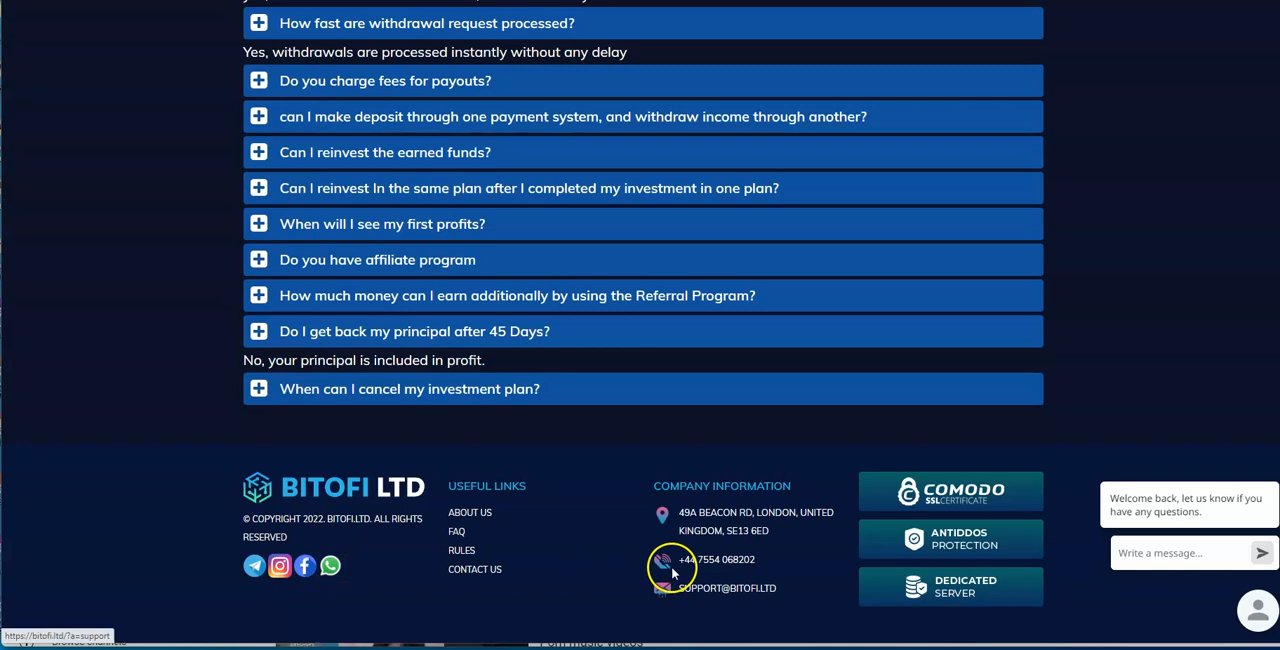 How fast are withdrawal request processed?
Yes, withdrawals are processed instantly without any delay
Do you charge fees for payouts?
can I make deposit through one payment system, and withdraw income through another?
Can I reinvest the earned funds?
Can I reinvest In the same plan after I completed my investment in one plan?
When will I see my first profits?
Do you have affiliate program
How much money can I earn additionally by using the Referral Program?
Do I get back my principal after 45 Days?
No, your principal is included in profit.
When can I cancel my investment plan?
BITOFI LTD
© COPYRIGHT 2022. BITOFI.LTD. ALL RIGHTS
RESERVED
USEFUL LINKS
ABOUT US
FAQ
RULES
CONTACT US
COMPANY INFORMATION
49A BEACON RD, LONDON, UNITED
KINGDOM, SE13 6ED
+44 7554 068202
SUPPORT@BITOFI.LTD
COMODO
SSL CERTIFICATE
ANTIDDOS
PROTECTION
DEDICATED
SERVER
Welcome back, let us know if you
have any questions.
Write a message...
https://bitofi.ltd/?a=support